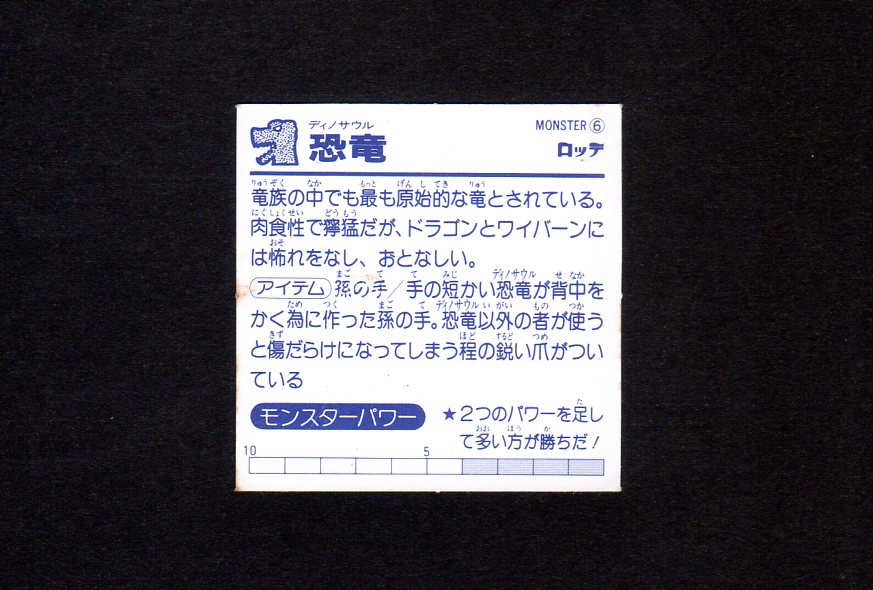 ディノサウル
恐竜
MONSTER⑥
ロッテ
竜族の中でも最も原始的な竜とされている。
肉食性で獰猛だが、ドラゴンとワイバーンに
は怖れをなし、おとなしい。
アイテム 孫の手/手の短かい恐竜が背中を
かく為に作った孫の手。恐竜以外の者が使う
と傷だらけになってしまう程の鋭い爪がつい
ている
モンスターパワー
★2つのパワーを足し
て多い方が勝ちだ!
10 5